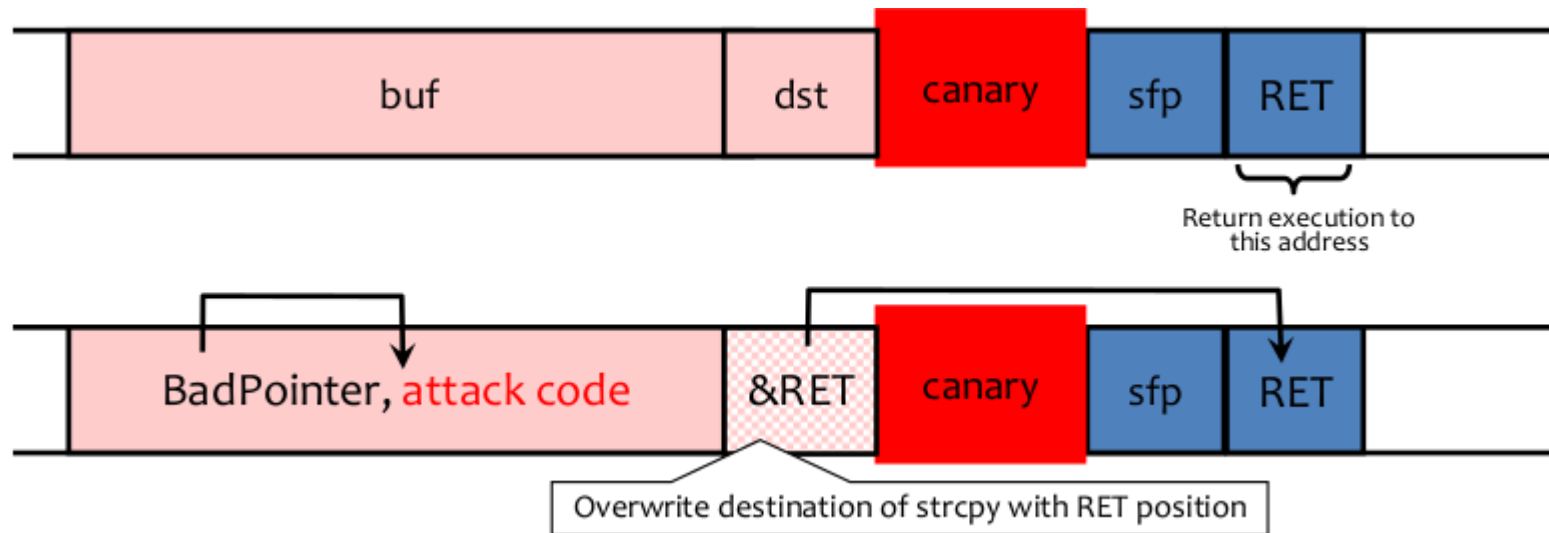 buf dst canary sfp RET
Return execution to
this address
BadPointer, attack code &RET canary sfp RET
Overwrite destination of strcpy with RET position